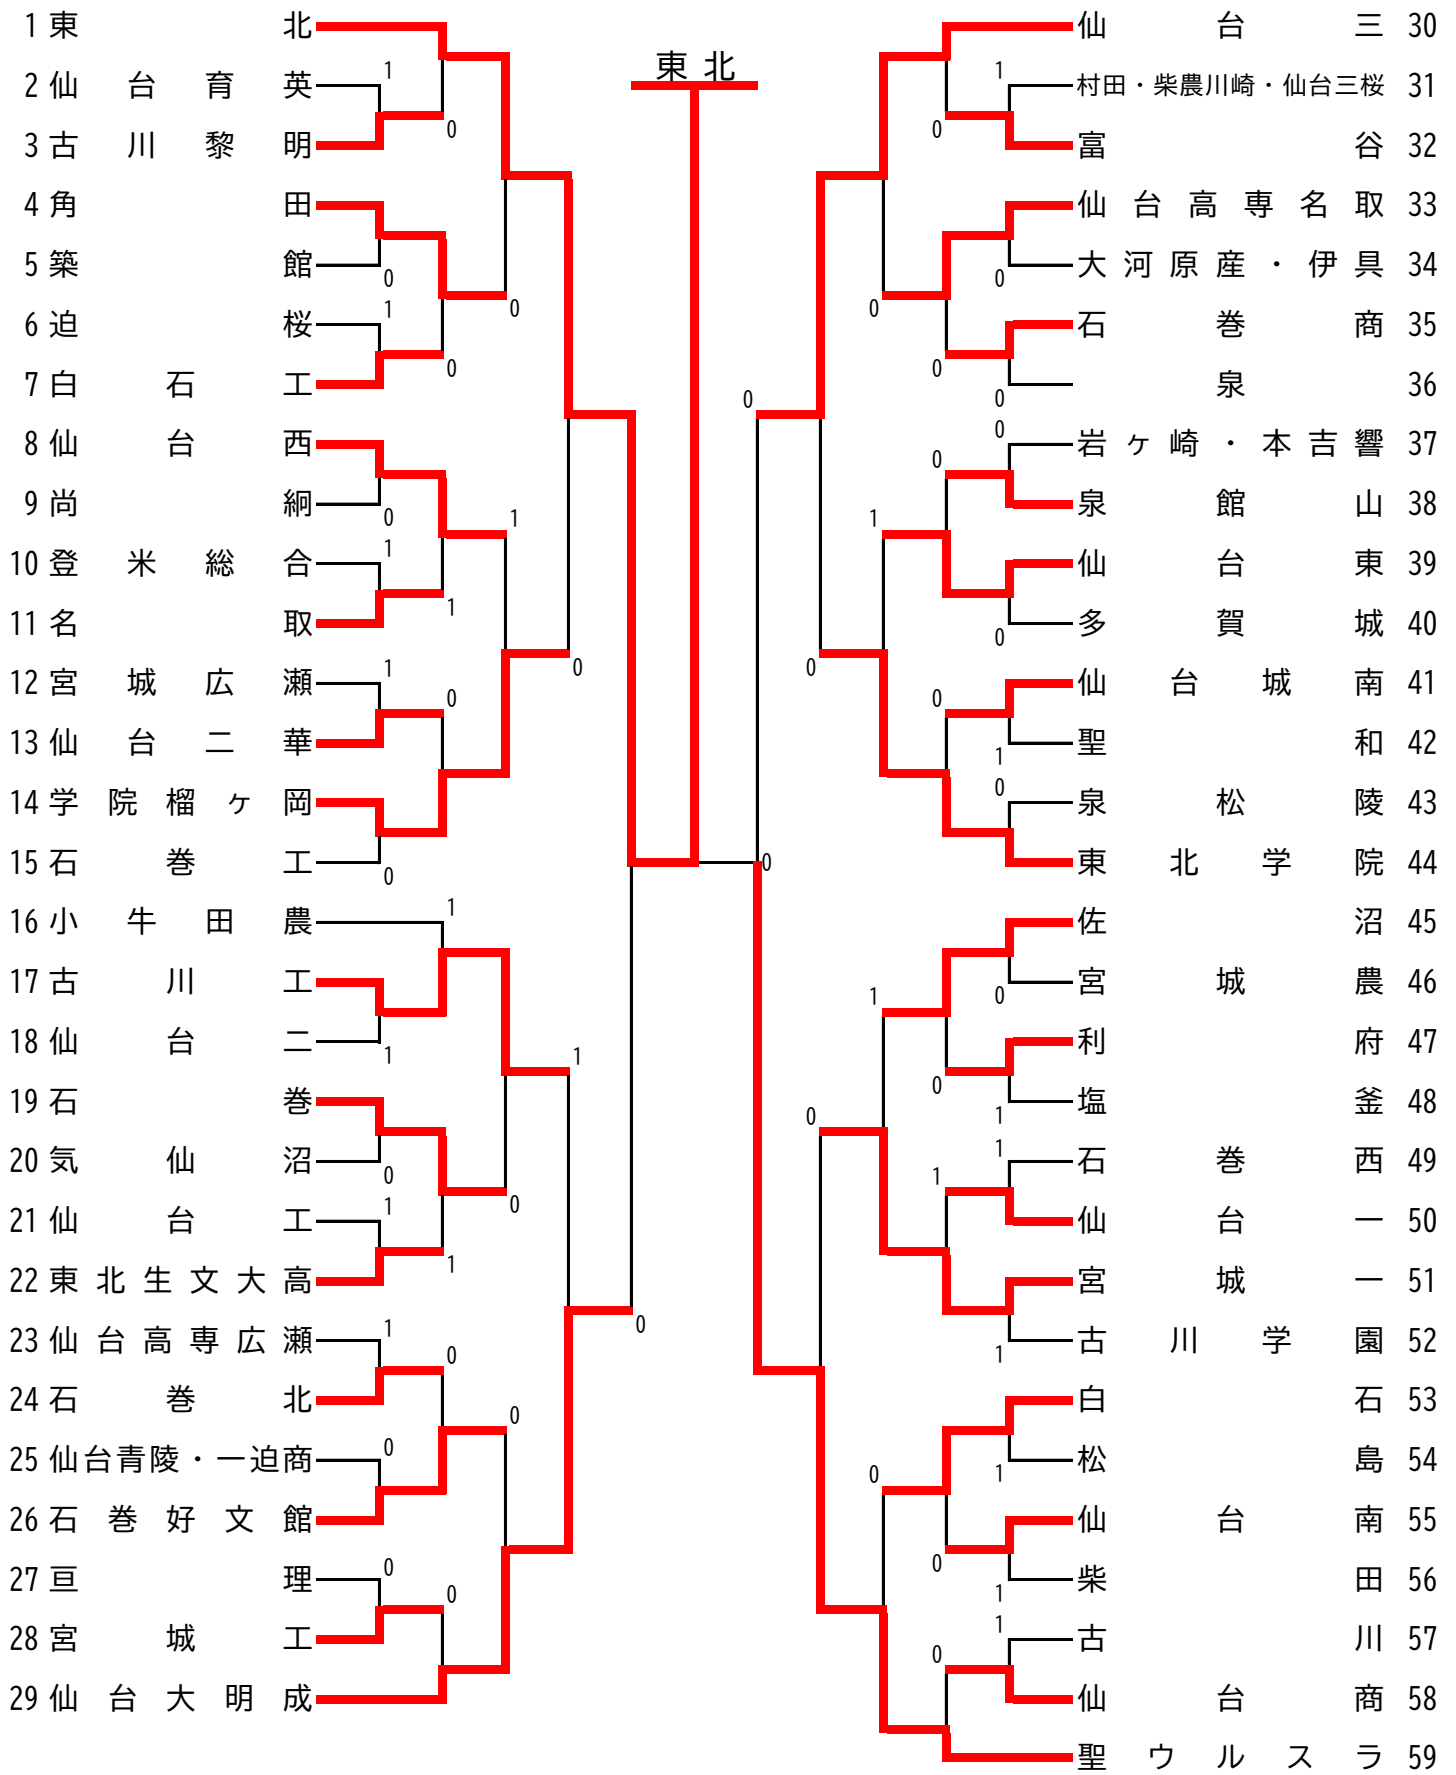 東北
1 東北
2 仙台育英 1
3 古川黎明 0
4 角田
5 築館 0
6 迫桜 1
7 白石工 0
0
8 仙台西
9 尚絅 0
10 登米総合 1
11 名取 1
1
12 宮城広瀬 1
13 仙台二華 0
14 学院榴ヶ岡
15 石巻工 0
0
16 小牛田農 1
17 古川工
18 仙台二 1
19 石巻
20 気仙沼 0
21 仙台工 1
22 東北生文大高 1
0
1
23 仙台高専広瀬 1
24 石巻北 0
25 仙台青陵・一迫商 0
26 石巻好文館
0
27 亘理 0
28 宮城工 0
29 仙台大明成
0
仙台三 30
1 村田・柴農川崎・仙台三桜 31
0 富谷 32
仙台高専名取 33
0 大河原産・伊具 34
石巻商 35
0 泉 36
0
0
0
0 岩ヶ崎・本吉響 37
0 泉館山 38
仙台東 39
0 多賀城 40
1
仙台城南 41
1 聖和 42
0
0 泉松陵 43
東北学院 44
0
0
佐沼 45
0 宮城農 46
利府 47
1 塩釜 48
0
1
1 石巻西 49
1 仙台一 50
宮城一 51
1 古川学園 52
0
白石 53
1 松島 54
仙台南 55
1 柴田 56
0
0
1 古川 57
0 仙台商 58
聖ウルスラ 59